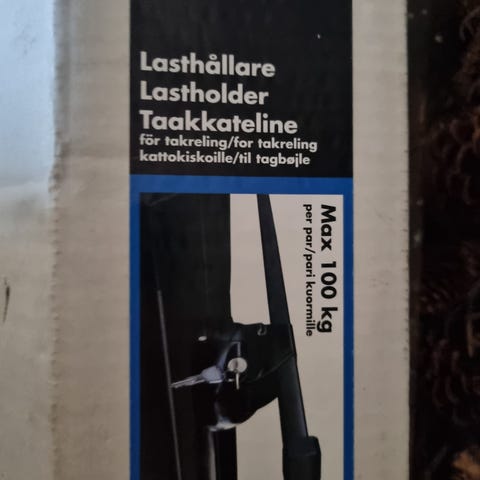 Lasthållare
Lastholder
Taakkateline
för takreling/for takreling
kattokiskoille/til tagbøjle
Max 100 kg
per par/pari kuormille